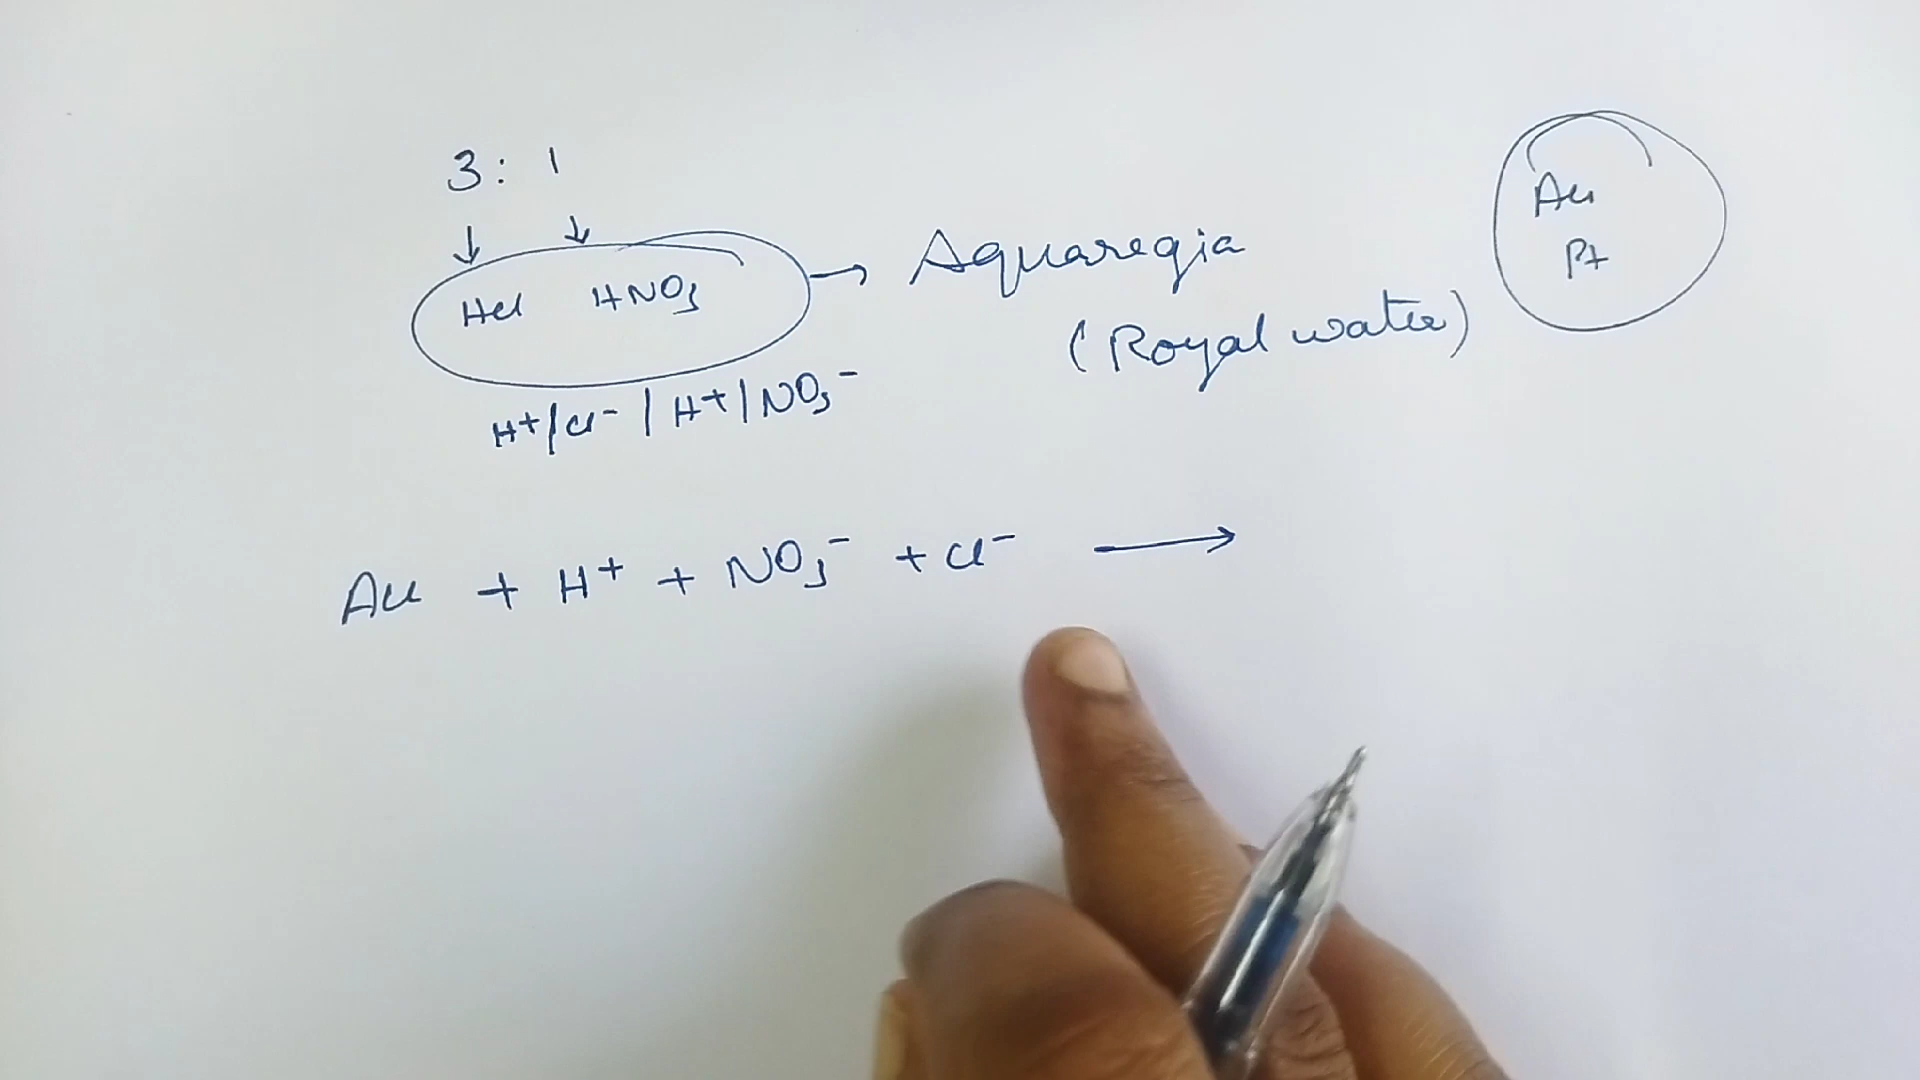 3 : 1
↓ ↓
HCl HNO₃ → Aquaregia
(Royal water)
Au
Pt
H⁺/Cl⁻ / H⁺/NO₃⁻
Au + H⁺ + NO₃⁻ + Cl⁻ →